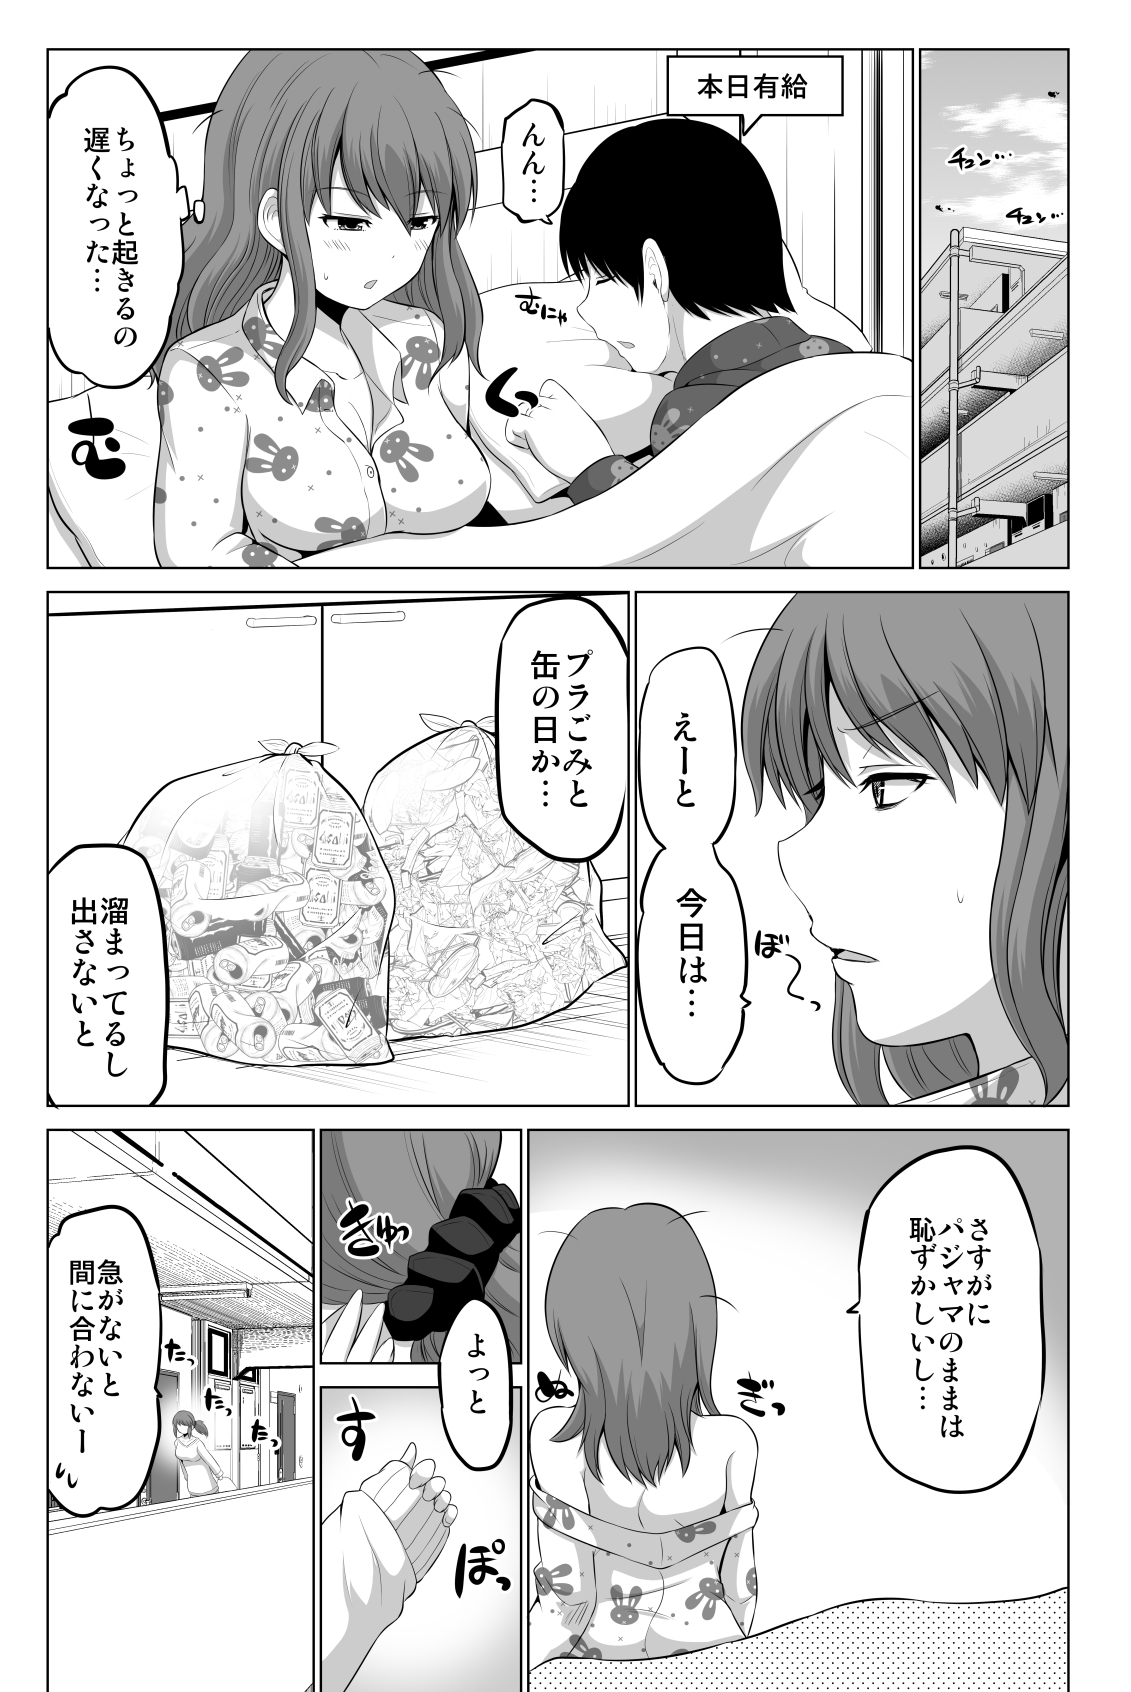 チュン…
チュン…
本日有給
んん…
むにゃ
ちょっと起きるの
遅くなった…
む
くっ
えーと
今日は…
ぼ〜っ
プラごみと
缶の日か…
Asahi
Asahi
溜まってるし
出さないと
さすがに
パジャマのままは
恥ずかしいし…
ぎっ
きゅっ
よっと
す
ぽっ
急がないと
間に合わないー
たっ
たっ
たっ